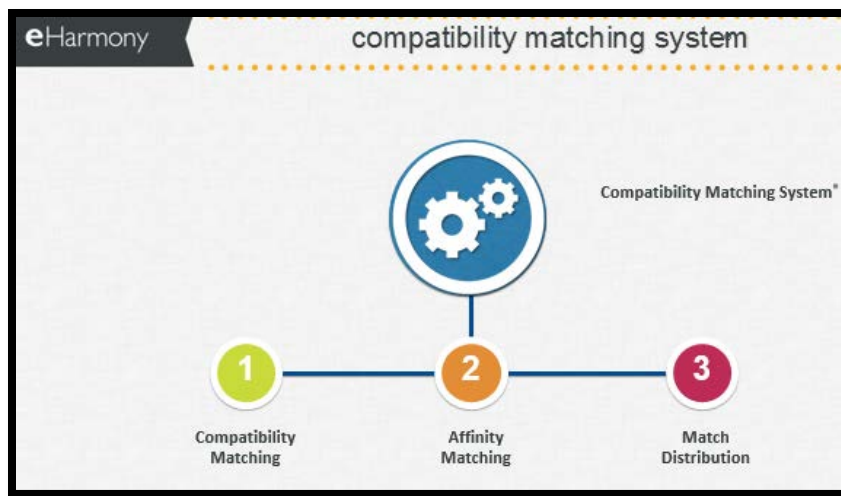 eHarmony
compatibility matching system
Compatibility Matching System®
1
2
3
Compatibility
Matching
Affinity
Matching
Match
Distribution